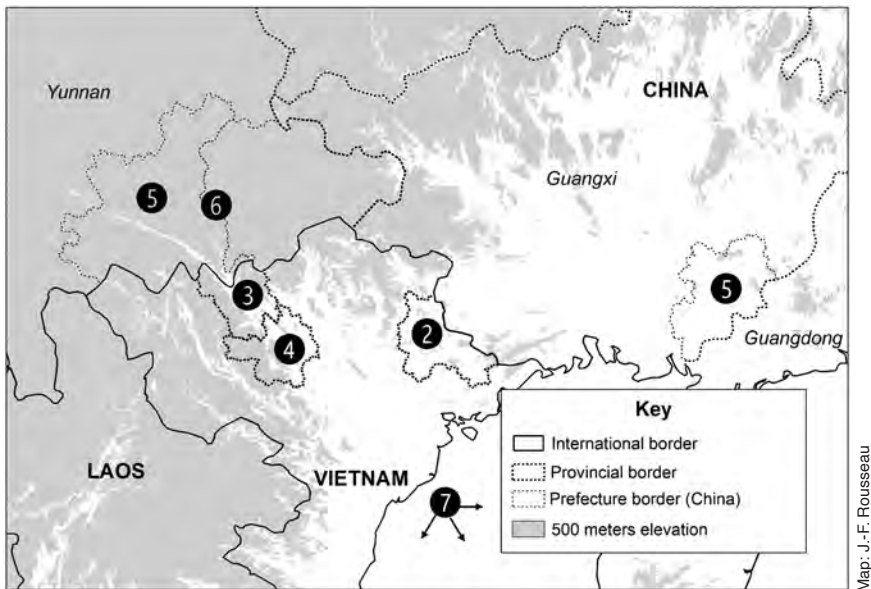 Yunnan
CHINA
Guangxi
5
6
5
3
2
4
Guangdong
Key
International border
Provincial border
Prefecture border (China)
500 meters elevation
LAOS
VIETNAM
7
Map: J.-F. Rousseau